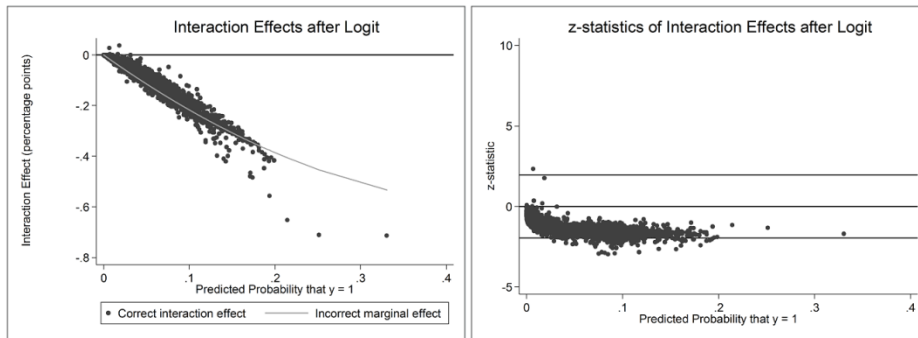 Interaction Effects after Logit
Interaction Effect (percentage points)
0
-.2
-.4
-.6
-.8
0 .1 .2 .3 .4
Predicted Probability that y = 1
Correct interaction effect Incorrect marginal effect
z-statistics of Interaction Effects after Logit
z-statistic
10
5
0
-5
0 .1 .2 .3 .4
Predicted Probability that y = 1